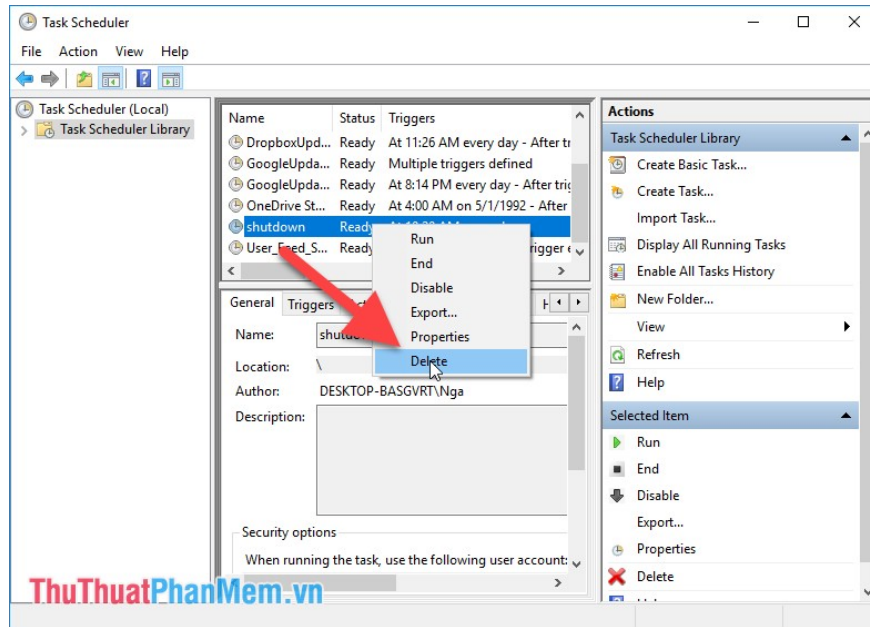 Task Scheduler
File Action View Help
Task Scheduler (Local)
Task Scheduler Library
Name Status Triggers
DropboxUpd... Ready At 11:26 AM every day - After tr
GoogleUpda... Ready Multiple triggers defined
GoogleUpda... Ready At 8:14 PM every day - After trig
OneDrive St... Ready At 4:00 AM on 5/1/1992 - After
shutdown Ready
User_Feed_S... Ready rigger e
Run
End
Disable
Export...
Properties
Delete
General Triggers
Name:
Location: \
Author: DESKTOP-BASGVRT\Nga
Description:
Security options
When running the task, use the following user account:
Actions
Task Scheduler Library
Create Basic Task...
Create Task...
Import Task...
Display All Running Tasks
Enable All Tasks History
New Folder...
View
Refresh
Help
Selected Item
Run
End
Disable
Export...
Properties
Delete
ThuThuatPhanMem.vn